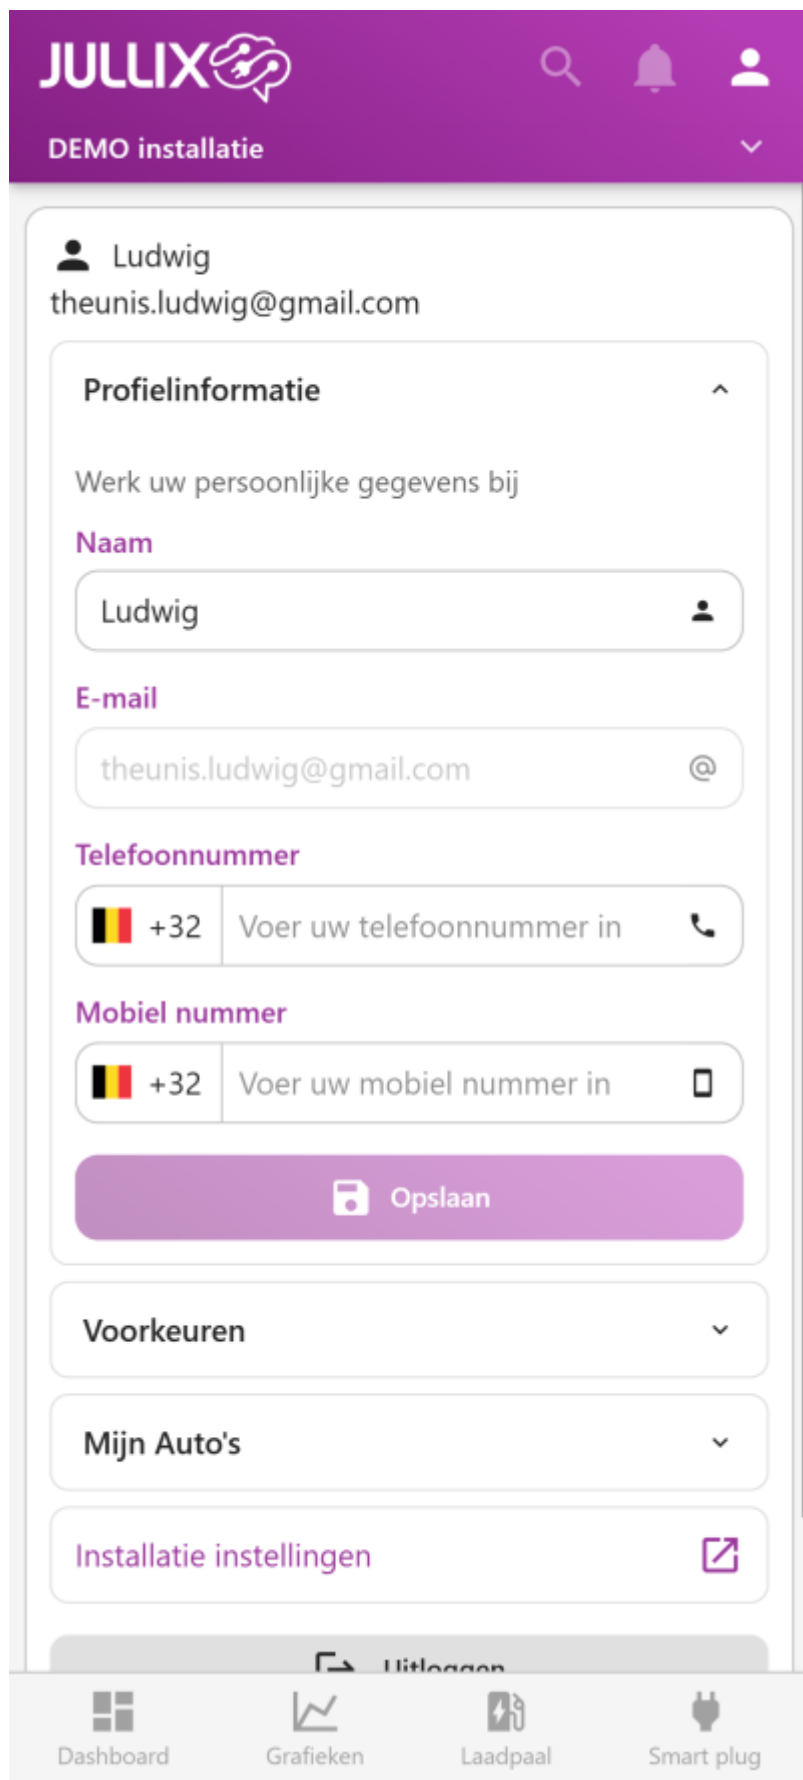 JULLIX
DEMO installatie
Ludwig
theunis.ludwig@gmail.com
Profielinformatie
Werk uw persoonlijke gegevens bij
Naam
Ludwig
E-mail
theunis.ludwig@gmail.com
Telefoonnummer
+32 Voer uw telefoonnummer in
Mobiel nummer
+32 Voer uw mobiel nummer in
Opslaan
Voorkeuren
Mijn Auto's
Installatie instellingen
Uitloggen
Dashboard Grafieken Laadpaal Smart plug